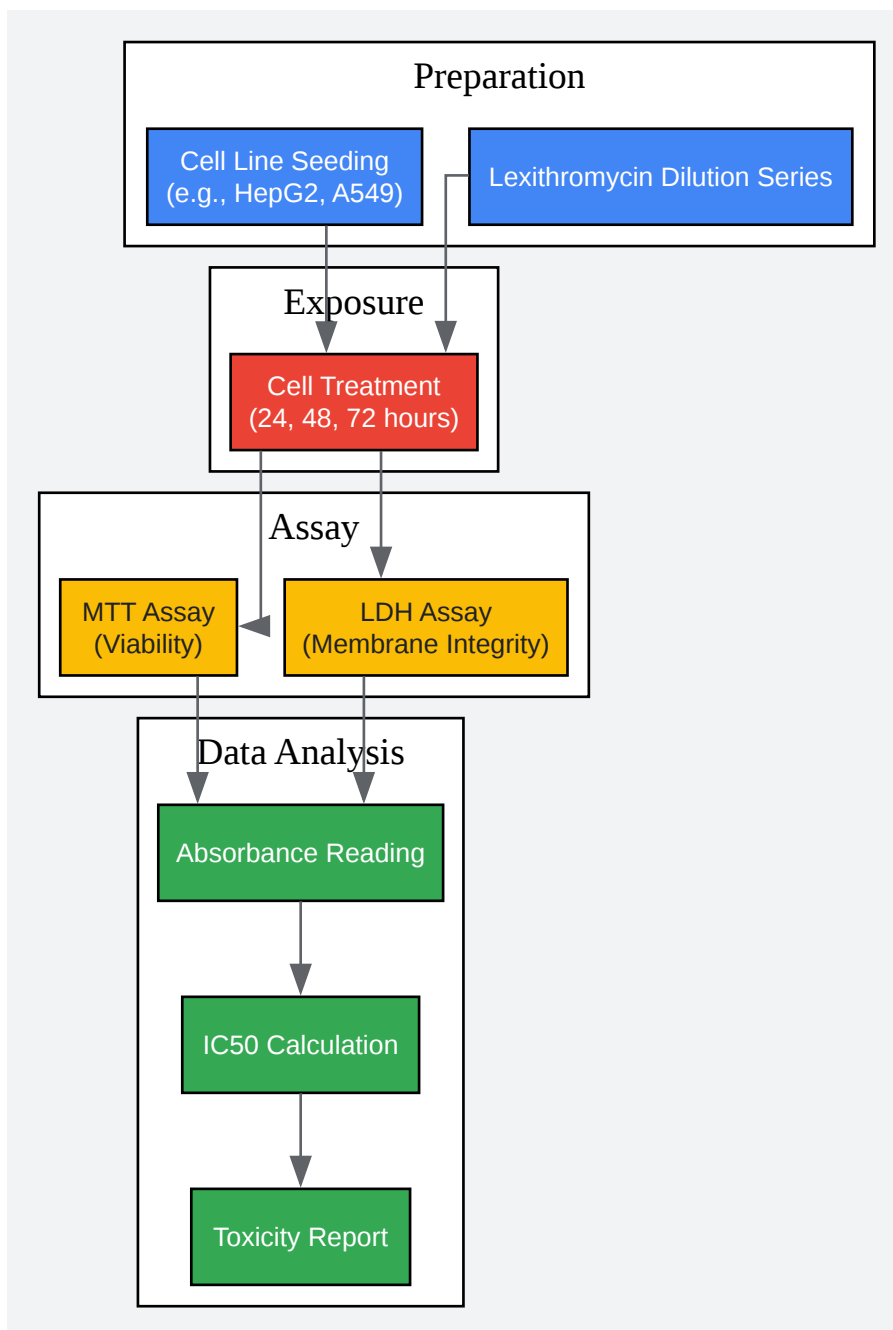 Preparation
Cell Line Seeding
(e.g., HepG2, A549)
Lexithromycin Dilution Series
Exposure
Cell Treatment
(24, 48, 72 hours)
Assay
MTT Assay
(Viability)
LDH Assay
(Membrane Integrity)
Data Analysis
Absorbance Reading
IC50 Calculation
Toxicity Report